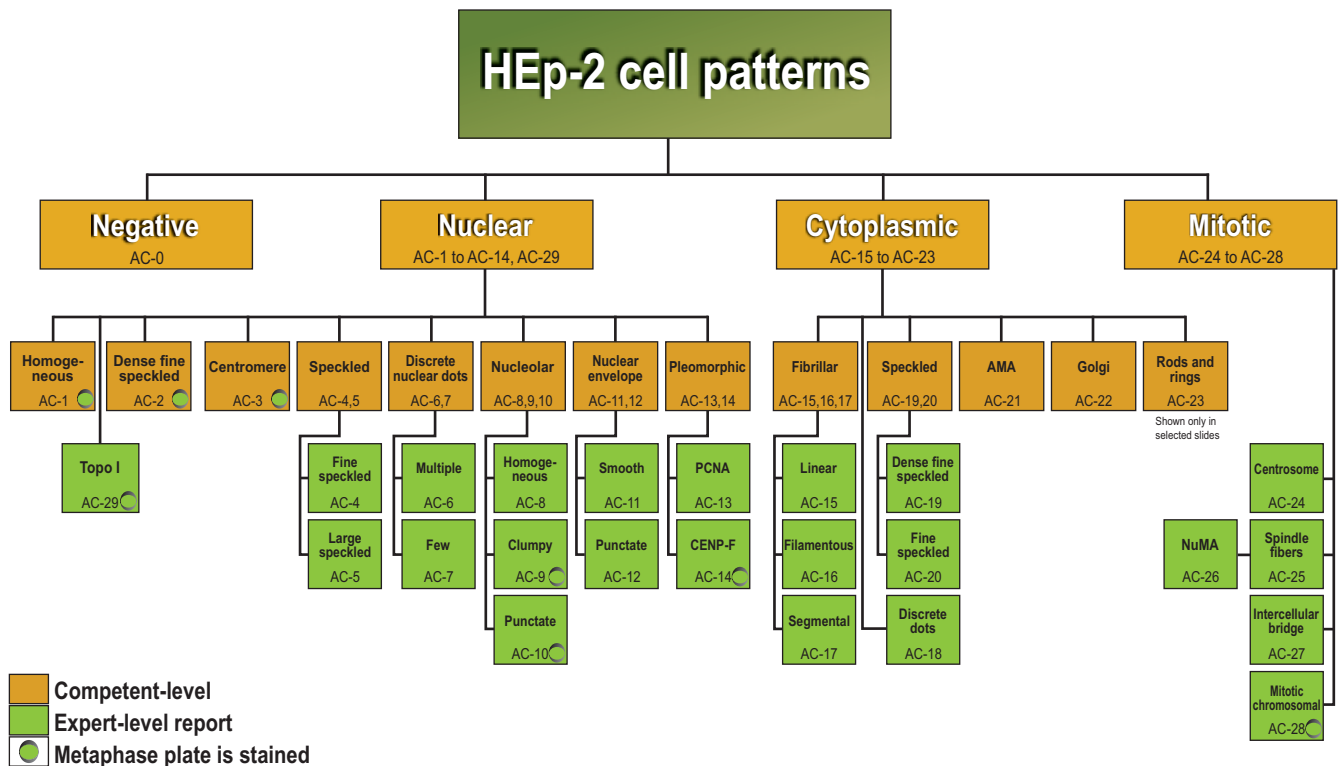 HEp-2 cell patterns
Negative
AC-0
Nuclear
AC-1 to AC-14, AC-29
Cytoplasmic
AC-15 to AC-23
Mitotic
AC-24 to AC-28
Homoge-
neous
AC-1
Dense fine
speckled
AC-2
Centromere
AC-3
Speckled
AC-4,5
Discrete
nuclear dots
AC-6,7
Nucleolar
AC-8,9,10
Nuclear
envelope
AC-11,12
Pleomorphic
AC-13,14
Fibrillar
AC-15,16,17
Speckled
AC-19,20
AMA
AC-21
Golgi
AC-22
Rods and
rings
AC-23
Shown only in
selected slides
Topo I
AC-29
Fine
speckled
AC-4
Multiple
AC-6
Homoge-
neous
AC-8
Smooth
AC-11
PCNA
AC-13
Linear
AC-15
Dense fine
speckled
AC-19
Centrosome
AC-24
Large
speckled
AC-5
Few
AC-7
Clumpy
AC-9
Punctate
AC-12
CENP-F
AC-14
Filamentous
AC-16
Fine
speckled
AC-20
NuMA
AC-26
Spindle
fibers
AC-25
Punctate
AC-10
Segmental
AC-17
Discrete
dots
AC-18
Intercellular
bridge
AC-27
Mitotic
chromosomal
AC-28
Competent-level
Expert-level report
Metaphase plate is stained